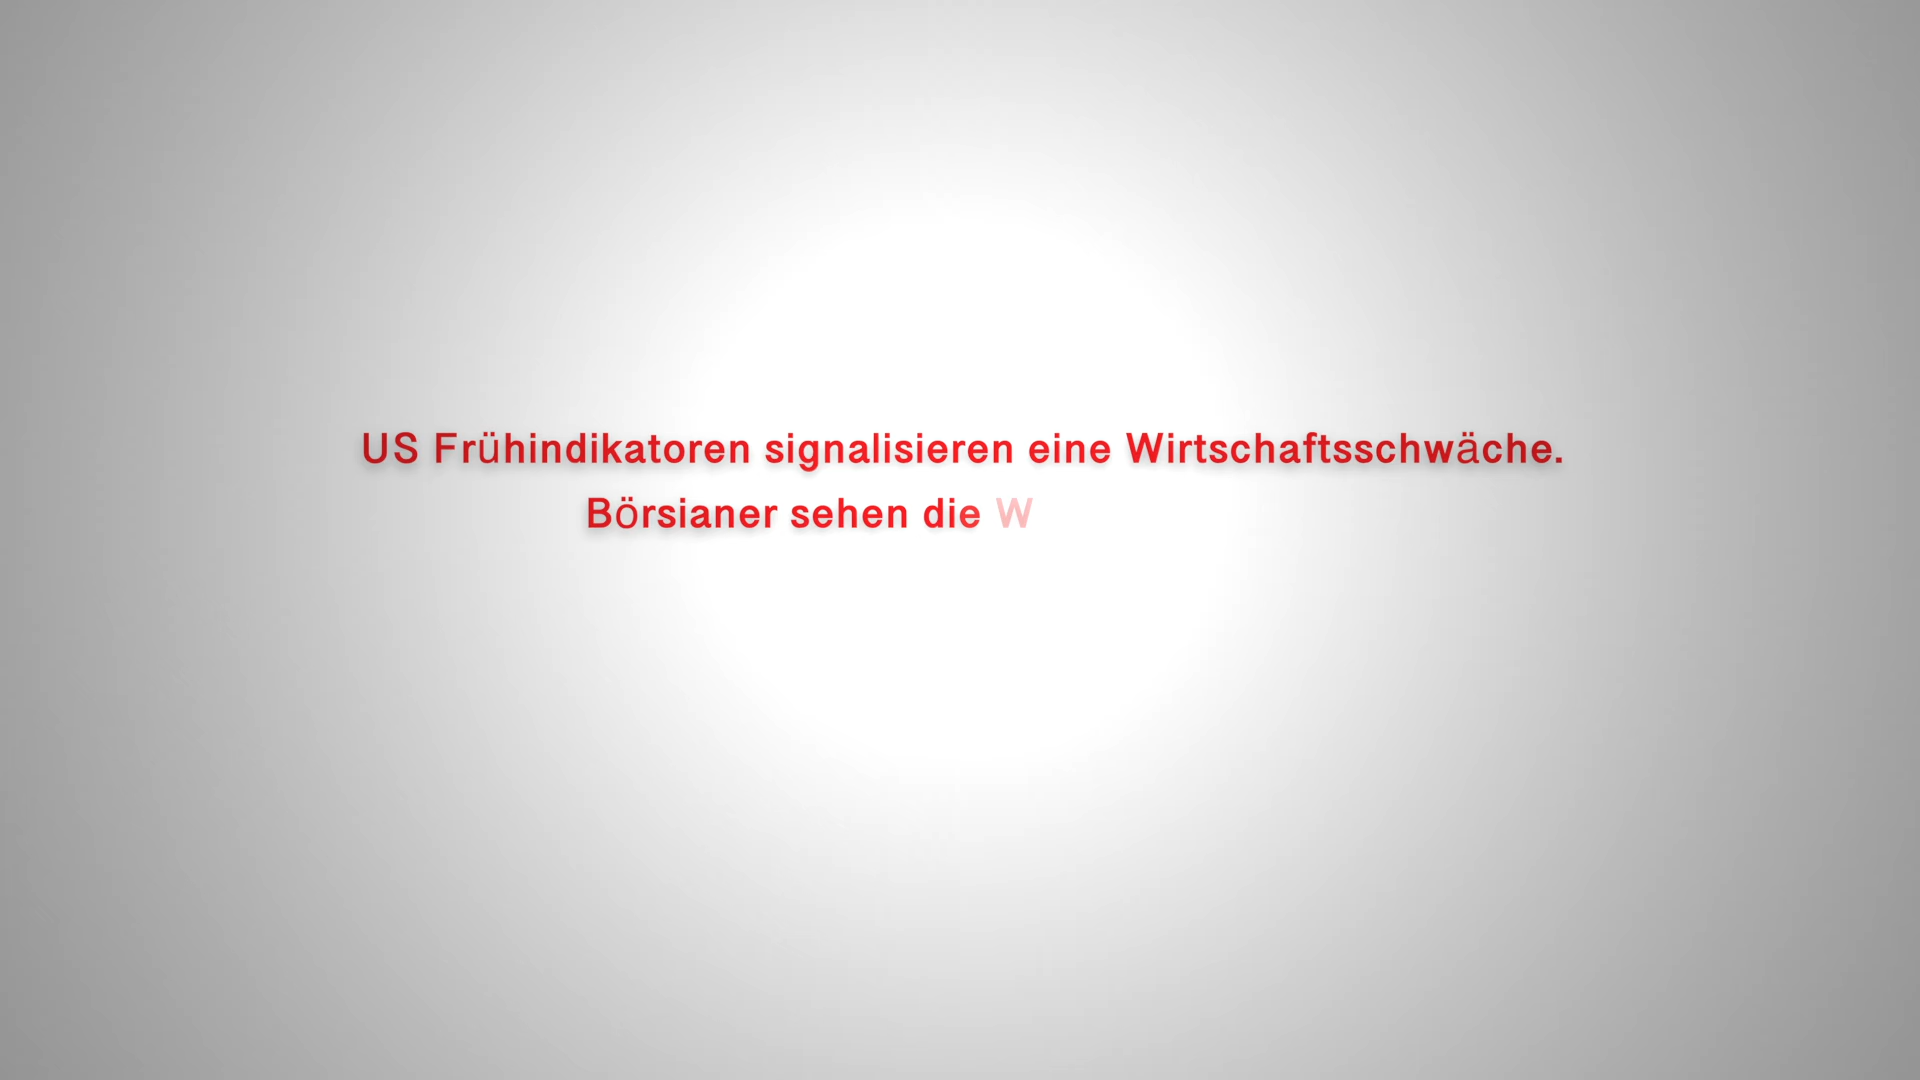 US Frühindikatoren signalisieren eine Wirtschaftsschwäche.
Börsianer sehen die W